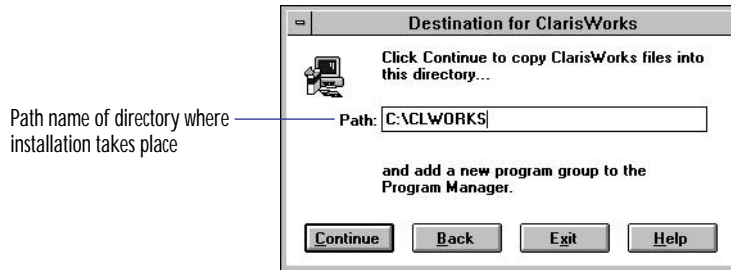 Destination for ClarisWorks
Click Continue to copy ClarisWorks files into
this directory...
Path name of directory where
installation takes place
Path: C:\CLWORKS
and add a new program group to the
Program Manager.
Continue Back Exit Help